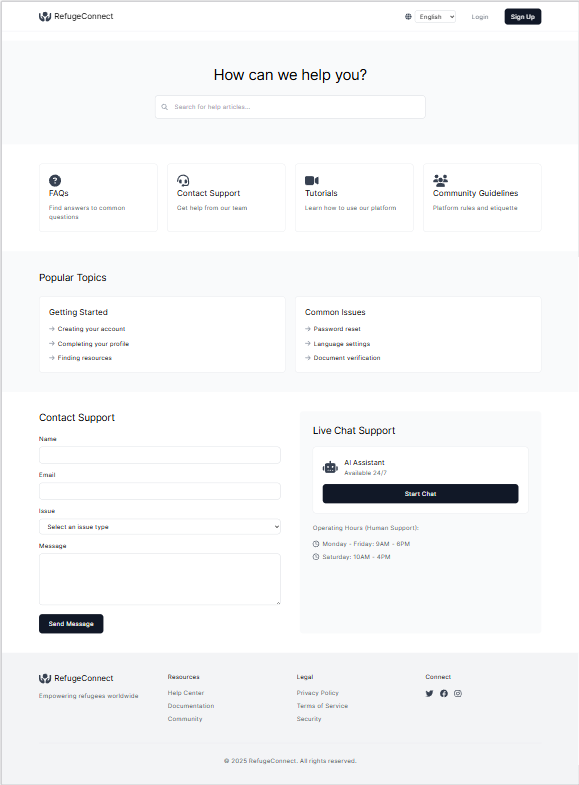 RefugeConnect
English
Login
Sign Up
How can we help you?
Search for help articles...
FAQs
Find answers to common
questions
Contact Support
Get help from our team
Tutorials
Learn how to use our platform
Community Guidelines
Platform rules and etiquette
Popular Topics
Getting Started
Creating your account
Completing your profile
Finding resources
Common Issues
Password reset
Language settings
Document verification
Contact Support
Name
Email
Issue
Select an issue type
Message
Send Message
Live Chat Support
AI Assistant
Available 24/7
Start Chat
Operating Hours (Human Support):
Monday - Friday: 9AM - 6PM
Saturday: 10AM - 4PM
RefugeConnect
Empowering refugees worldwide
Resources
Help Center
Documentation
Community
Legal
Privacy Policy
Terms of Service
Security
Connect
© 2025 RefugeConnect. All rights reserved.